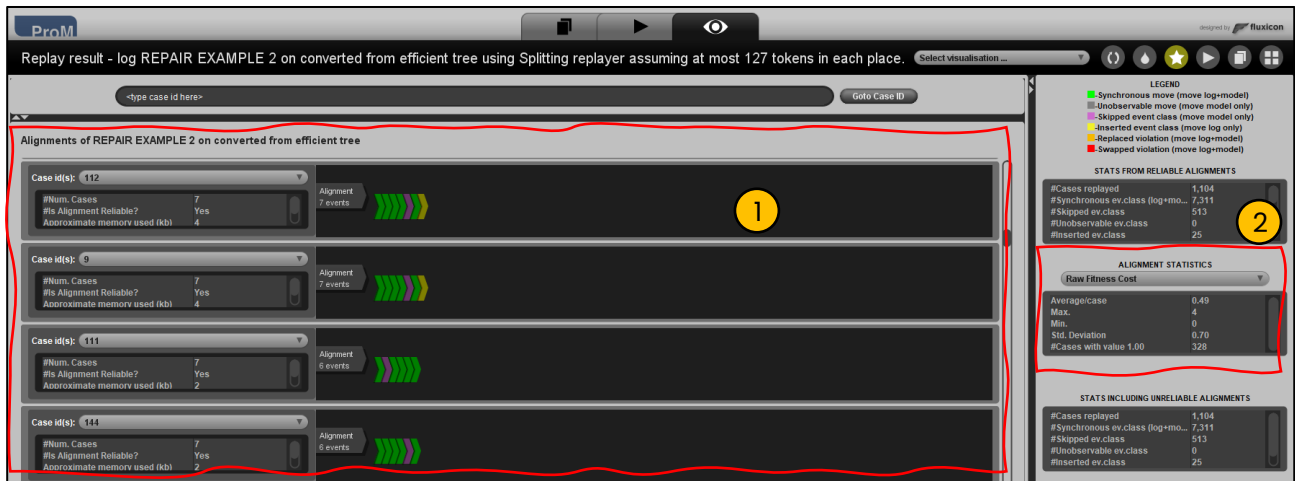 ProM
designed by fluxicon
Replay result - log REPAIR EXAMPLE 2 on converted from efficient tree using Splitting replayer assuming at most 127 tokens in each place.
Select visualisation ...
<type case id here>
Goto Case ID
Alignments of REPAIR EXAMPLE 2 on converted from efficient tree
Case id(s): 112
#Num. Cases 7
#Is Alignment Reliable? Yes
Approximate memory used (kb) 4
Alignment
7 events
1
Case id(s): 9
#Num. Cases 7
#Is Alignment Reliable? Yes
Approximate memory used (kb) 4
Alignment
7 events
Case id(s): 111
#Num. Cases 7
#Is Alignment Reliable? Yes
Approximate memory used (kb) 2
Alignment
6 events
Case id(s): 144
#Num. Cases 7
#Is Alignment Reliable? Yes
Approximate memory used (kb) 2
Alignment
6 events
LEGEND
-Synchronous move (move log+model)
-Unobservable move (move model only)
-Skipped event class (move model only)
-Inserted event class (move log only)
-Replaced violation (move log+model)
-Swapped violation (move log+model)
STATS FROM RELIABLE ALIGNMENTS
#Cases replayed 1,104
#Synchronous ev.class (log+mo... 7,311
#Skipped ev.class 513
#Unobservable ev.class 0
#Inserted ev.class 25
2
ALIGNMENT STATISTICS
Raw Fitness Cost
Average/case 0.49
Max. 4
Min. 0
Std. Deviation 0.70
#Cases with value 1.00 328
STATS INCLUDING UNRELIABLE ALIGNMENTS
#Cases replayed 1,104
#Synchronous ev.class (log+mo... 7,311
#Skipped ev.class 513
#Unobservable ev.class 0
#Inserted ev.class 25